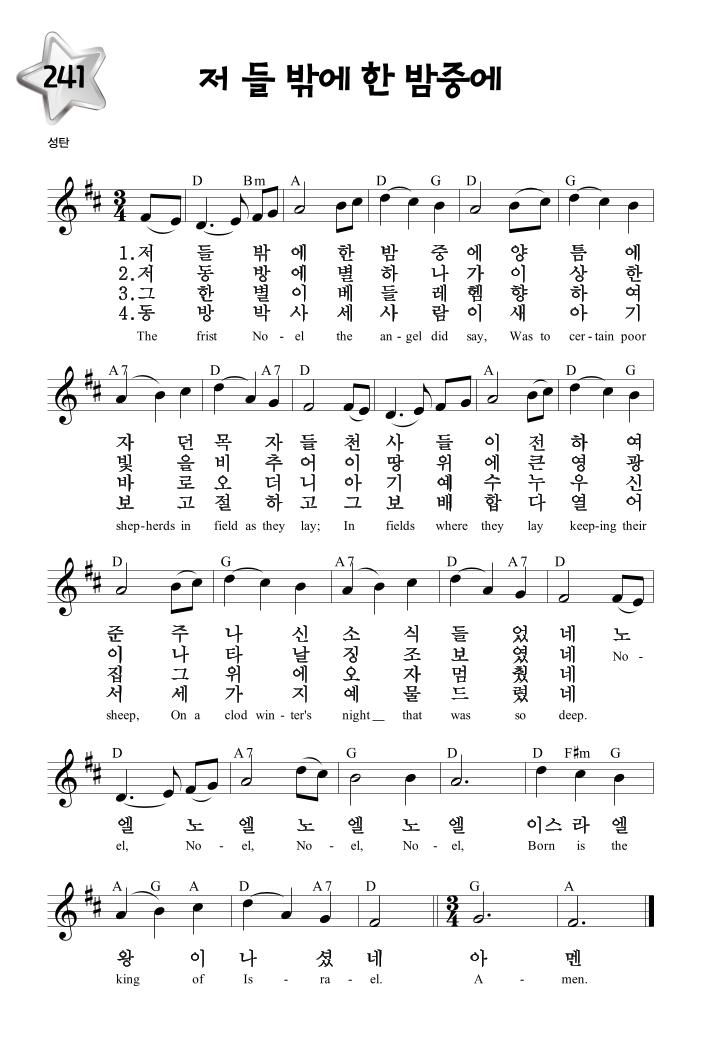 241
저 들 밖에 한 밤중에
성탄
D Bm A D G D G
3
4
1.저 들 밖 에 한 밤 중 에 양 틈 에
2.저 동 방 에 별 하 나 가 이 상 한
3.그 한 별 이 베 들 레 헴 향 하 여
4.동 방 박 사 세 사 람 이 새 아 기
The frist No - el the an - gel did say, Was to cer - tain poor
A7 D A7 D A D G
자 던 목 자 들 천 사 들 이 전 하 여
빛 을 비 추 어 이 땅 위 에 큰 영 광
바 로 오 더 니 아 기 예 수 누 우 신
보 고 절 하 고 그 보 배 합 다 열 어
shep-herds in field as they lay; In fields where they lay keep-ing their
D G A7 D A7 D
준 주 나 신 소 식 들 었 네 노
이 나 타 날 징 조 보 였 네 No -
집 그 위 에 오 자 멈 췄 네
서 세 가 지 예 물 드 렸 네
sheep, On a clod win - ter's night__ that was so deep.
D A7 G D D F#m G
엘 노 엘 노 엘 노 엘 이스 라 엘
el, No - el, No - el, No - el, Born is the
A G A D A7 D G A
3
4
왕 이 나 셨 네 아 멘
king of Is - ra - el. A - men.